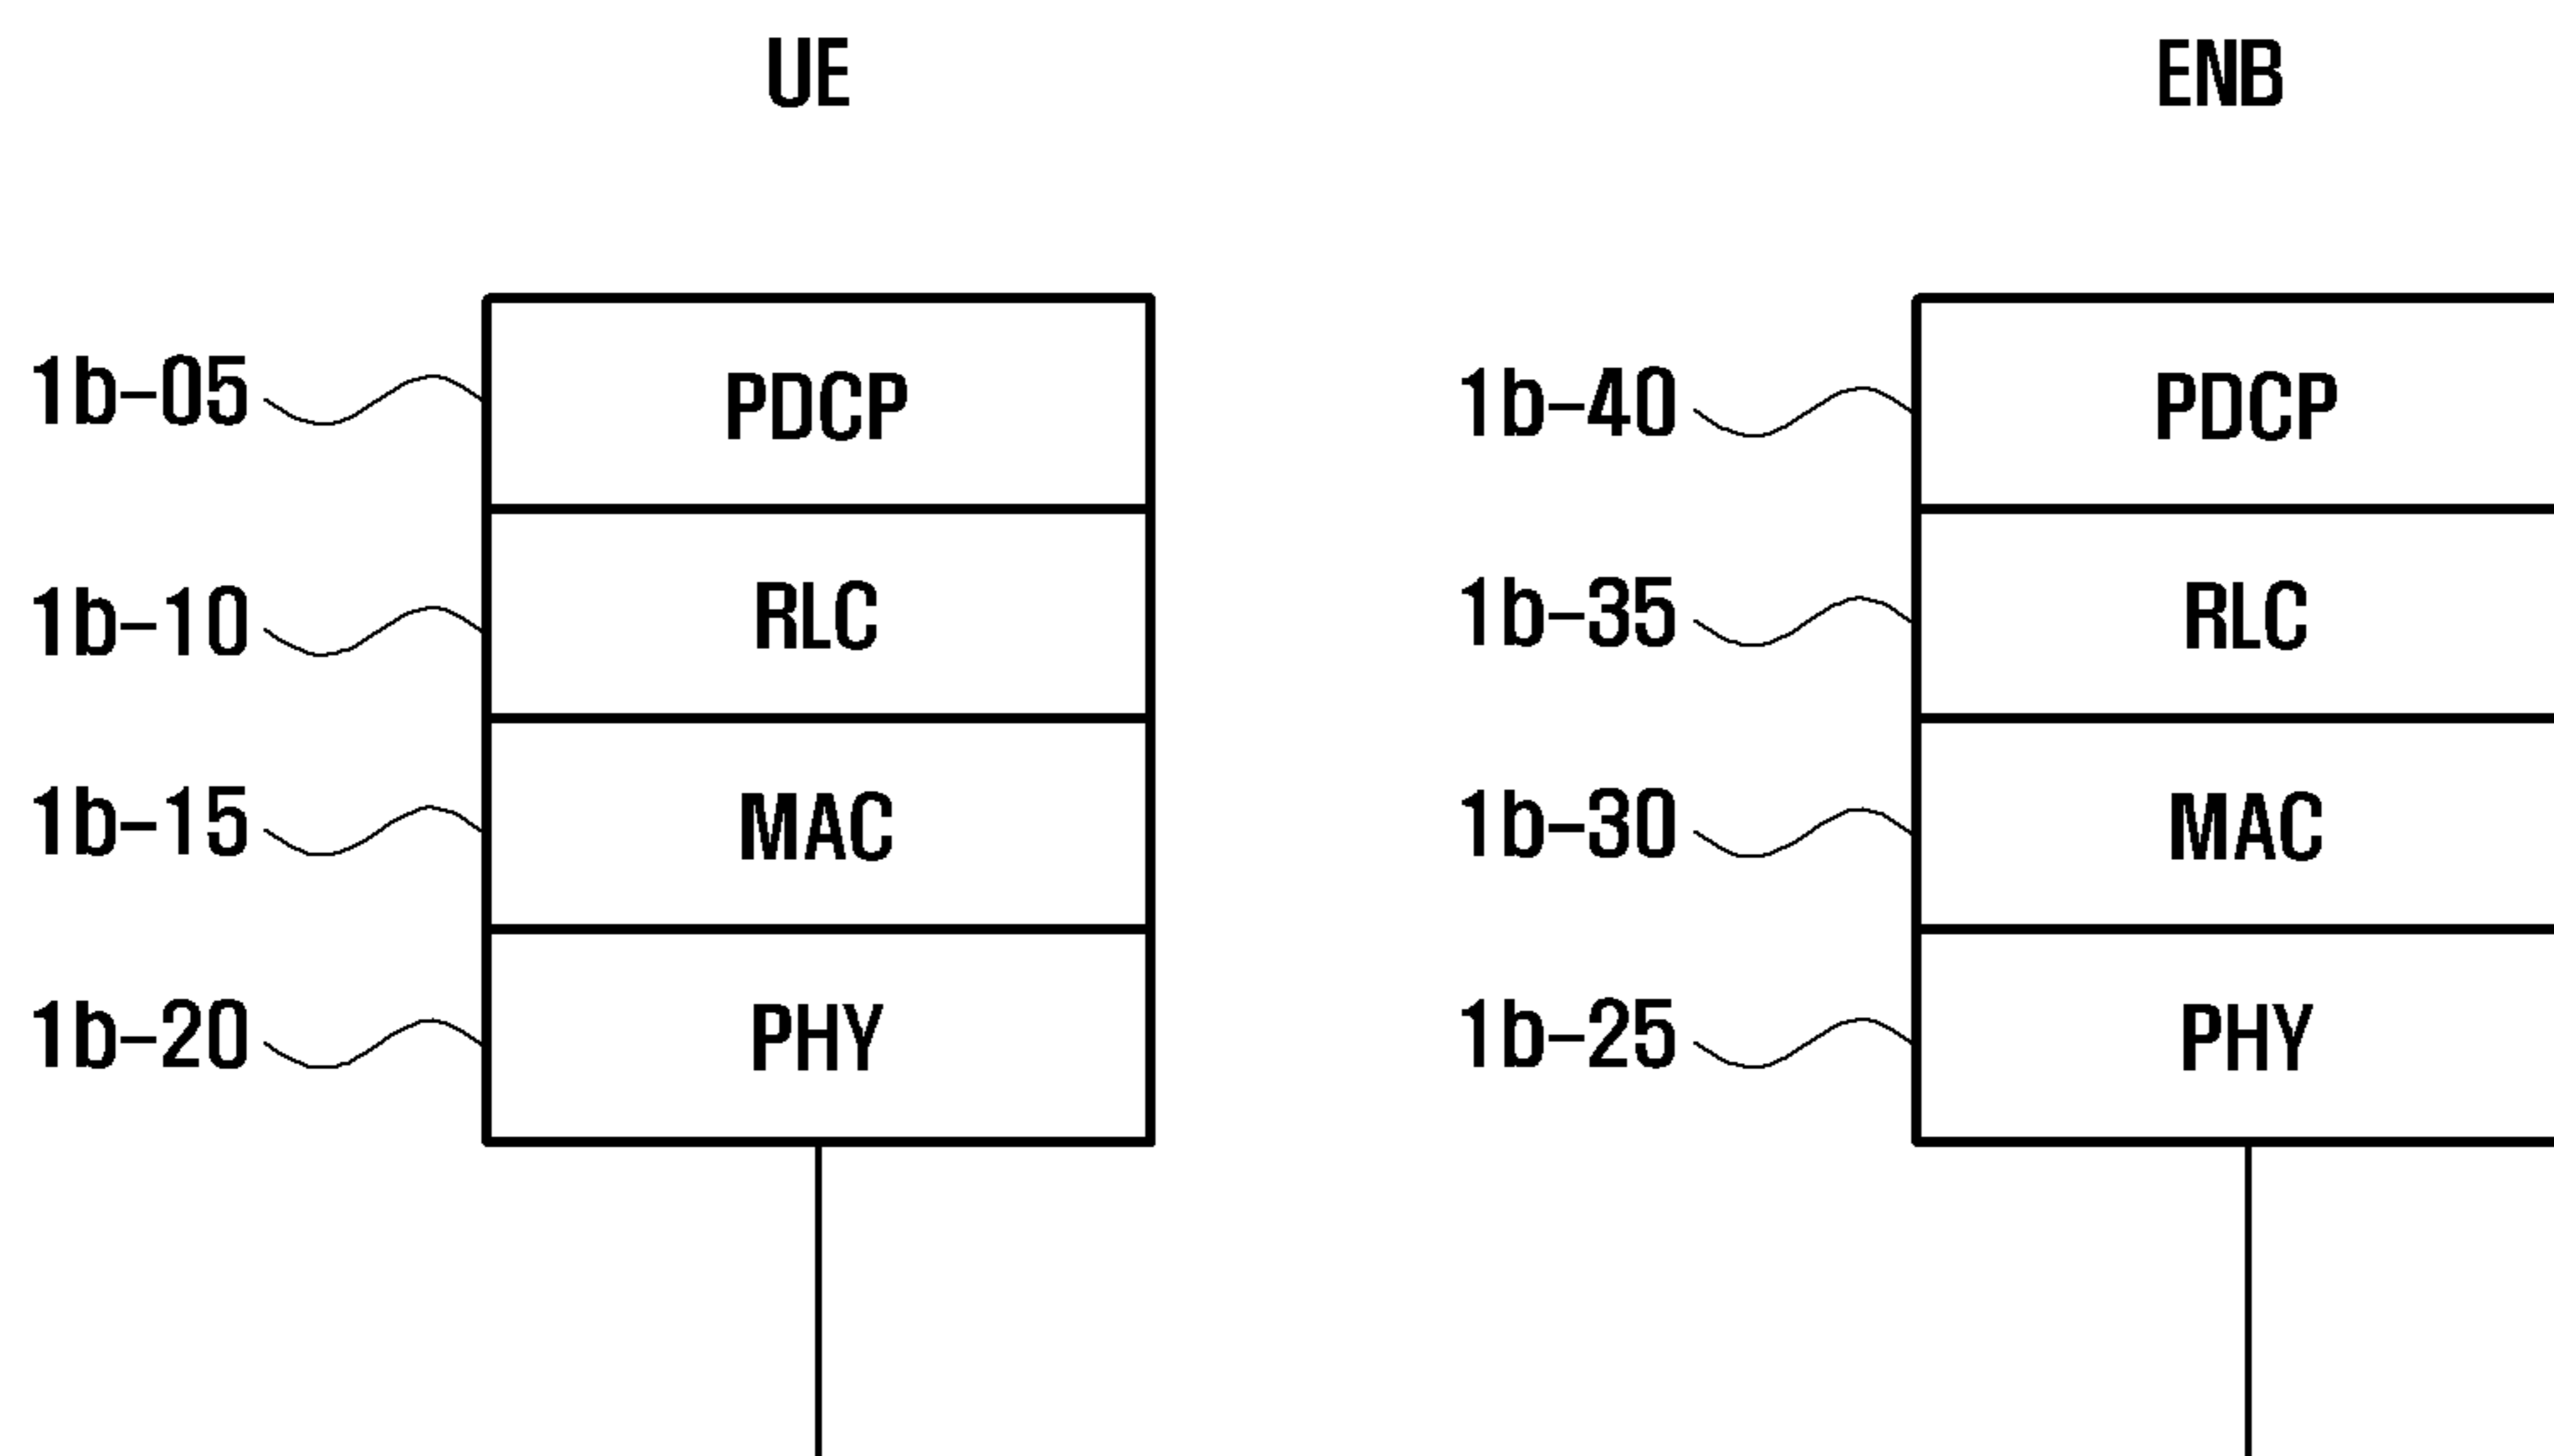 UE
ENB
1b-05
PDCP
1b-40
PDCP
1b-10
RLC
1b-35
RLC
1b-15
MAC
1b-30
MAC
1b-20
PHY
1b-25
PHY